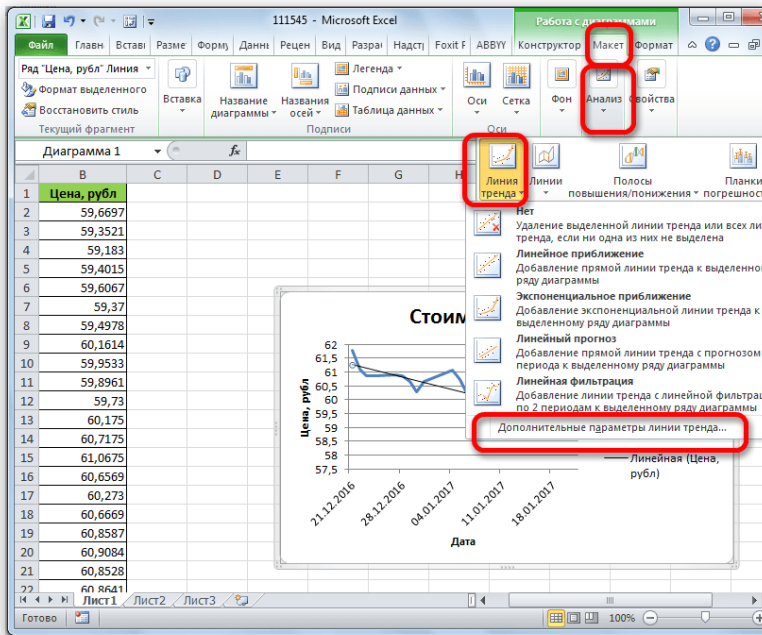 111545 - Microsoft Excel
Работа с диаграммами
Файл Главн Встави Разме Форму Данны Рецен Вид Разра Надстр Foxit F ABBYY Конструктор Макет Формат
Ряд "Цена, рубл" Линия
Формат выделенного
Восстановить стиль
Текущий фрагмент
Вставка
Название
диаграммы
Названия
осей
Легенда
Подписи данных
Таблица данных
Подписи
Оси
Сетка
Оси
Фон
Анализ
войства
Диаграмма 1
fx
B C D E F G H
Линия
тренда
Линии
Полосы
повышения/понижения
Планки
погрешност
1 Цена, рубл
2 59,6697
3 59,3521
4 59,183
5 59,4015
6 59,6067
7 59,37
8 59,4978
9 60,1614
10 59,9533
11 59,8961
12 59,73
13 60,175
14 60,7175
15 61,0675
16 60,6569
17 60,273
18 60,6669
19 60,8587
20 60,9084
21 60,8528
22 60,8641
Нет
Удаление выделенной линии тренда или всех ли
тренда, если ни одна из них не выделена
Линейное приближение
Добавление прямой линии тренда к выделенно
ряду диаграммы
Экспоненциальное приближение
Добавление экспоненциальной линии тренда к
выделенному ряду диаграммы
Линейный прогноз
Добавление прямой линии тренда с прогнозом
периода к выделенному ряду диаграммы
Линейная фильтрация
Добавление линии тренда с линейной фильтрац
по 2 периодам к выделенному ряду диаграммы
Дополнительные параметры линии тренда...
Стоим
Цена, рубл
62
61,5
61
60,5
60
59,5
59
58,5
58
57,5
21.12.2016
28.12.2016
04.01.2017
11.01.2017
18.01.2017
Дата
Линейная (Цена,
рубл)
Лист1 Лист2 Лист3
Готово
100%